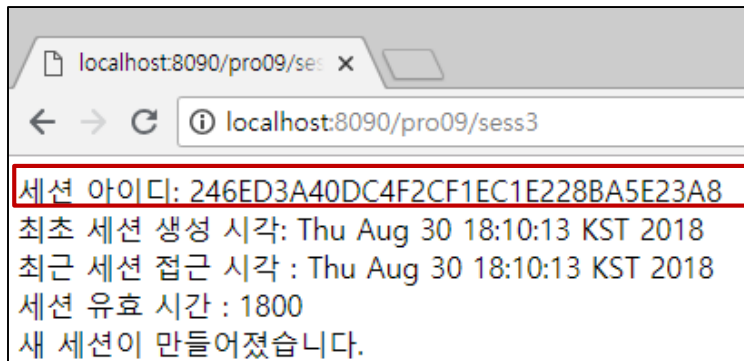 localhost:8090/pro09/ses
localhost:8090/pro09/sess3
세션 아이디: 246ED3A40DC4F2CF1EC1E228BA5E23A8
최초 세션 생성 시각: Thu Aug 30 18:10:13 KST 2018
최근 세션 접근 시각 : Thu Aug 30 18:10:13 KST 2018
세션 유효 시간 : 1800
새 세션이 만들어졌습니다.